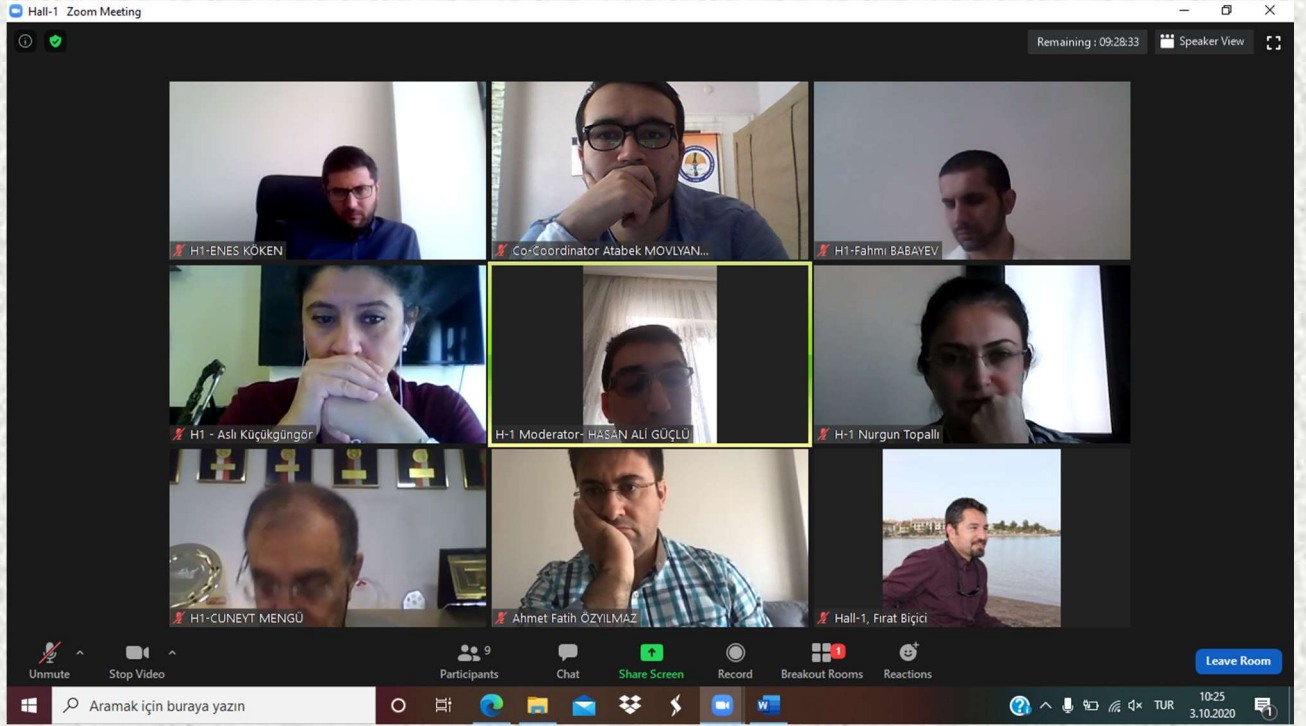 Hall-1 Zoom Meeting
Remaining : 09:28:33
Speaker View
H1-ENES KÖKEN
Co-Coordinator Atabek MOVLYAN...
H1-Fahmı BABAYEV
H1 - Aslı Küçükgüngör
H-1 Moderator- HASAN ALİ GÜÇLÜ
H-1 Nurgun Topallı
H1-CUNEYT MENGÜ
Ahmet Fatih ÖZYILMAZ
Hall-1, Fırat Biçici
Unmute
Stop Video
9
Participants
Chat
Share Screen
Record
1
Breakout Rooms
Reactions
Leave Room
Aramak için buraya yazın
TUR
10:25
3.10.2020
1